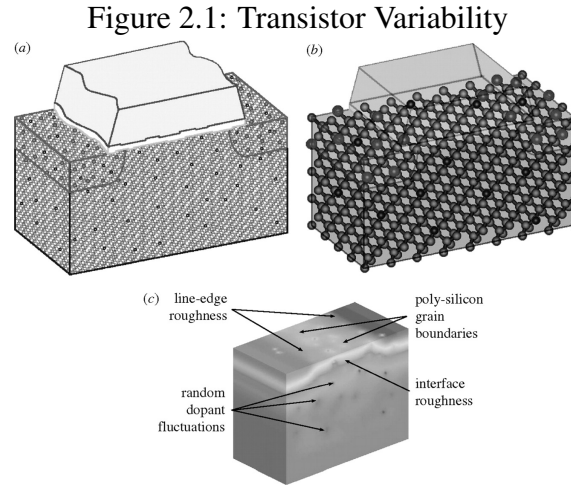 Figure 2.1: Transistor Variability
(a)
(b)
(c)
line-edge
roughness
poly-silicon
grain
boundaries
random
dopant
fluctuations
interface
roughness